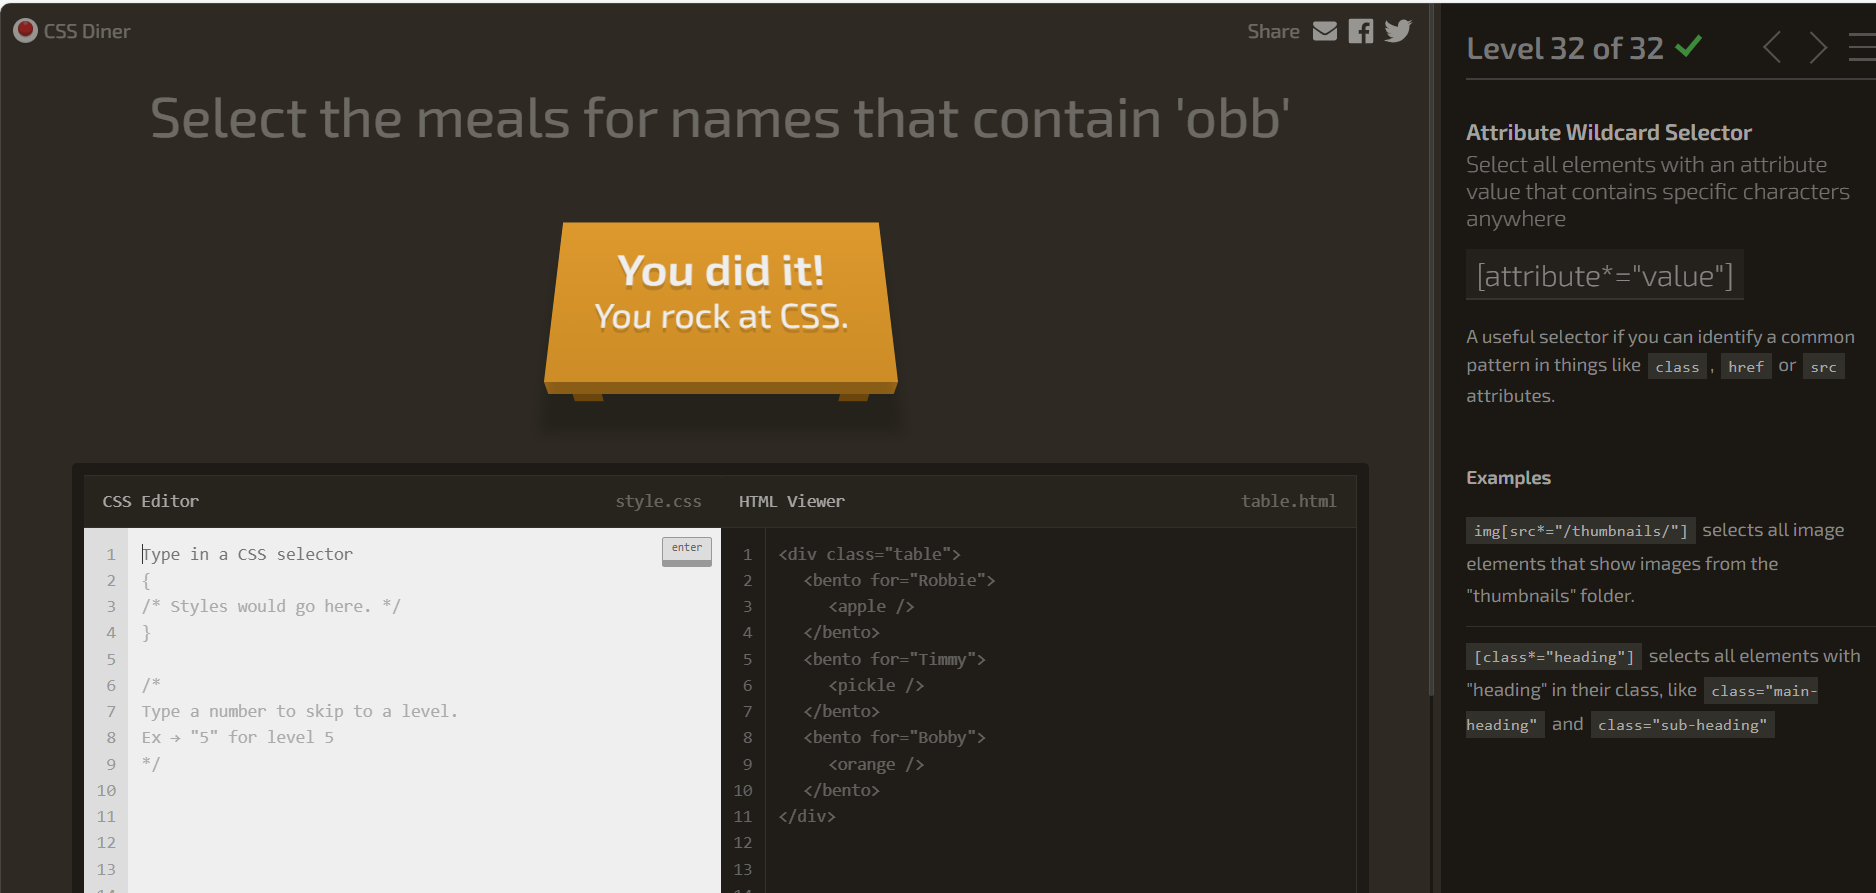 CSS Diner
Share
Select the meals for names that contain 'obb'
You did it!
You rock at CSS.
CSS Editor
style.css
1 Type in a CSS selector
enter
2 {
3 /* Styles would go here. */
4 }
5
6 /*
7 Type a number to skip to a level.
8 Ex → "5" for level 5
9 */
10
11
12
13
HTML Viewer
table.html
1 <div class="table">
2 <bento for="Robbie">
3 <apple />
4 </bento>
5 <bento for="Timmy">
6 <pickle />
7 </bento>
8 <bento for="Bobby">
9 <orange />
10 </bento>
11 </div>
12
13
Level 32 of 32
Attribute Wildcard Selector
Select all elements with an attribute
value that contains specific characters
anywhere
[attribute*="value"]
A useful selector if you can identify a common
pattern in things like class , href or src
attributes.
Examples
img[src*="/thumbnails/"] selects all image
elements that show images from the
"thumbnails" folder.
[class*="heading"] selects all elements with
"heading" in their class, like class="main-
heading" and class="sub-heading"